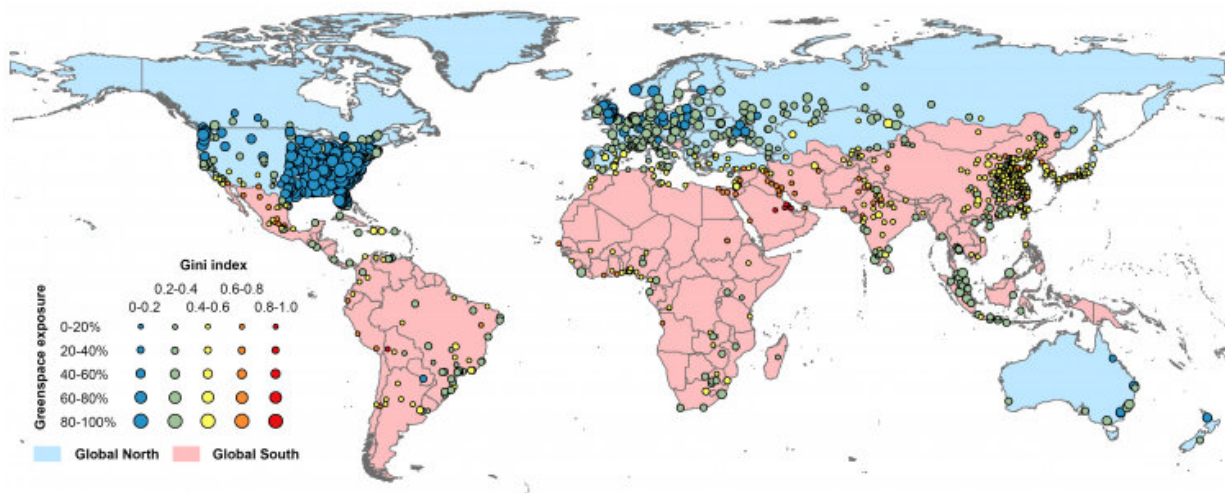 Gini index
0.2-0.4 0.6-0.8
0-0.2 0.4-0.6 0.8-1.0
Greenspace exposure
0-20%
20-40%
40-60%
60-80%
80-100%
Global North Global South